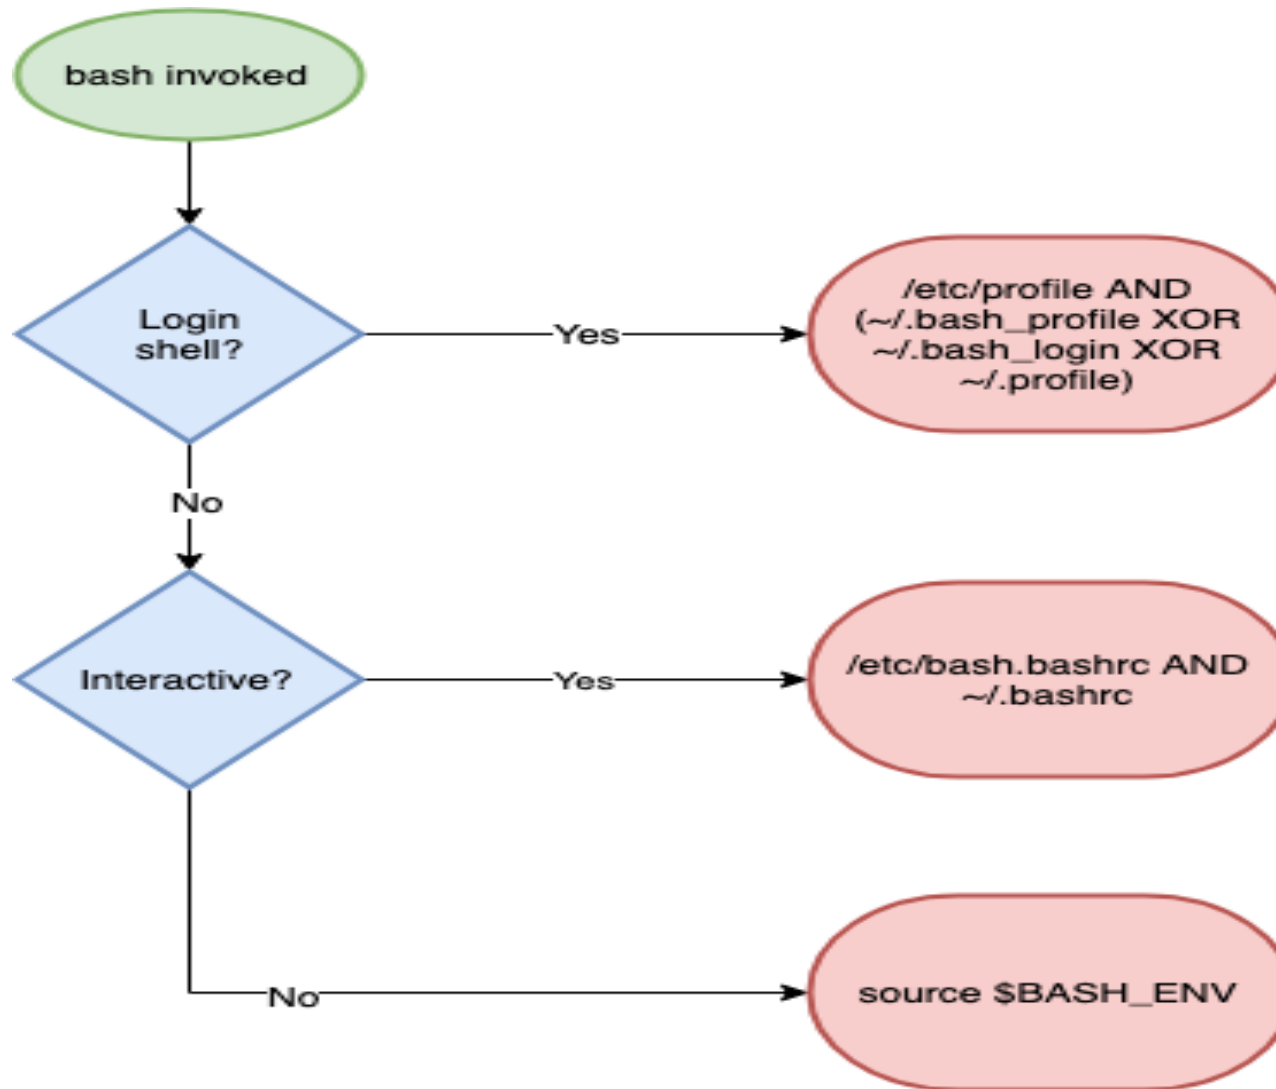 bash invoked
Login
shell?
Yes
/etc/profile AND
(~/.bash_profile XOR
~/.bash_login XOR
~/.profile)
No
Interactive?
Yes
/etc/bash.bashrc AND
~/.bashrc
No
source $BASH_ENV